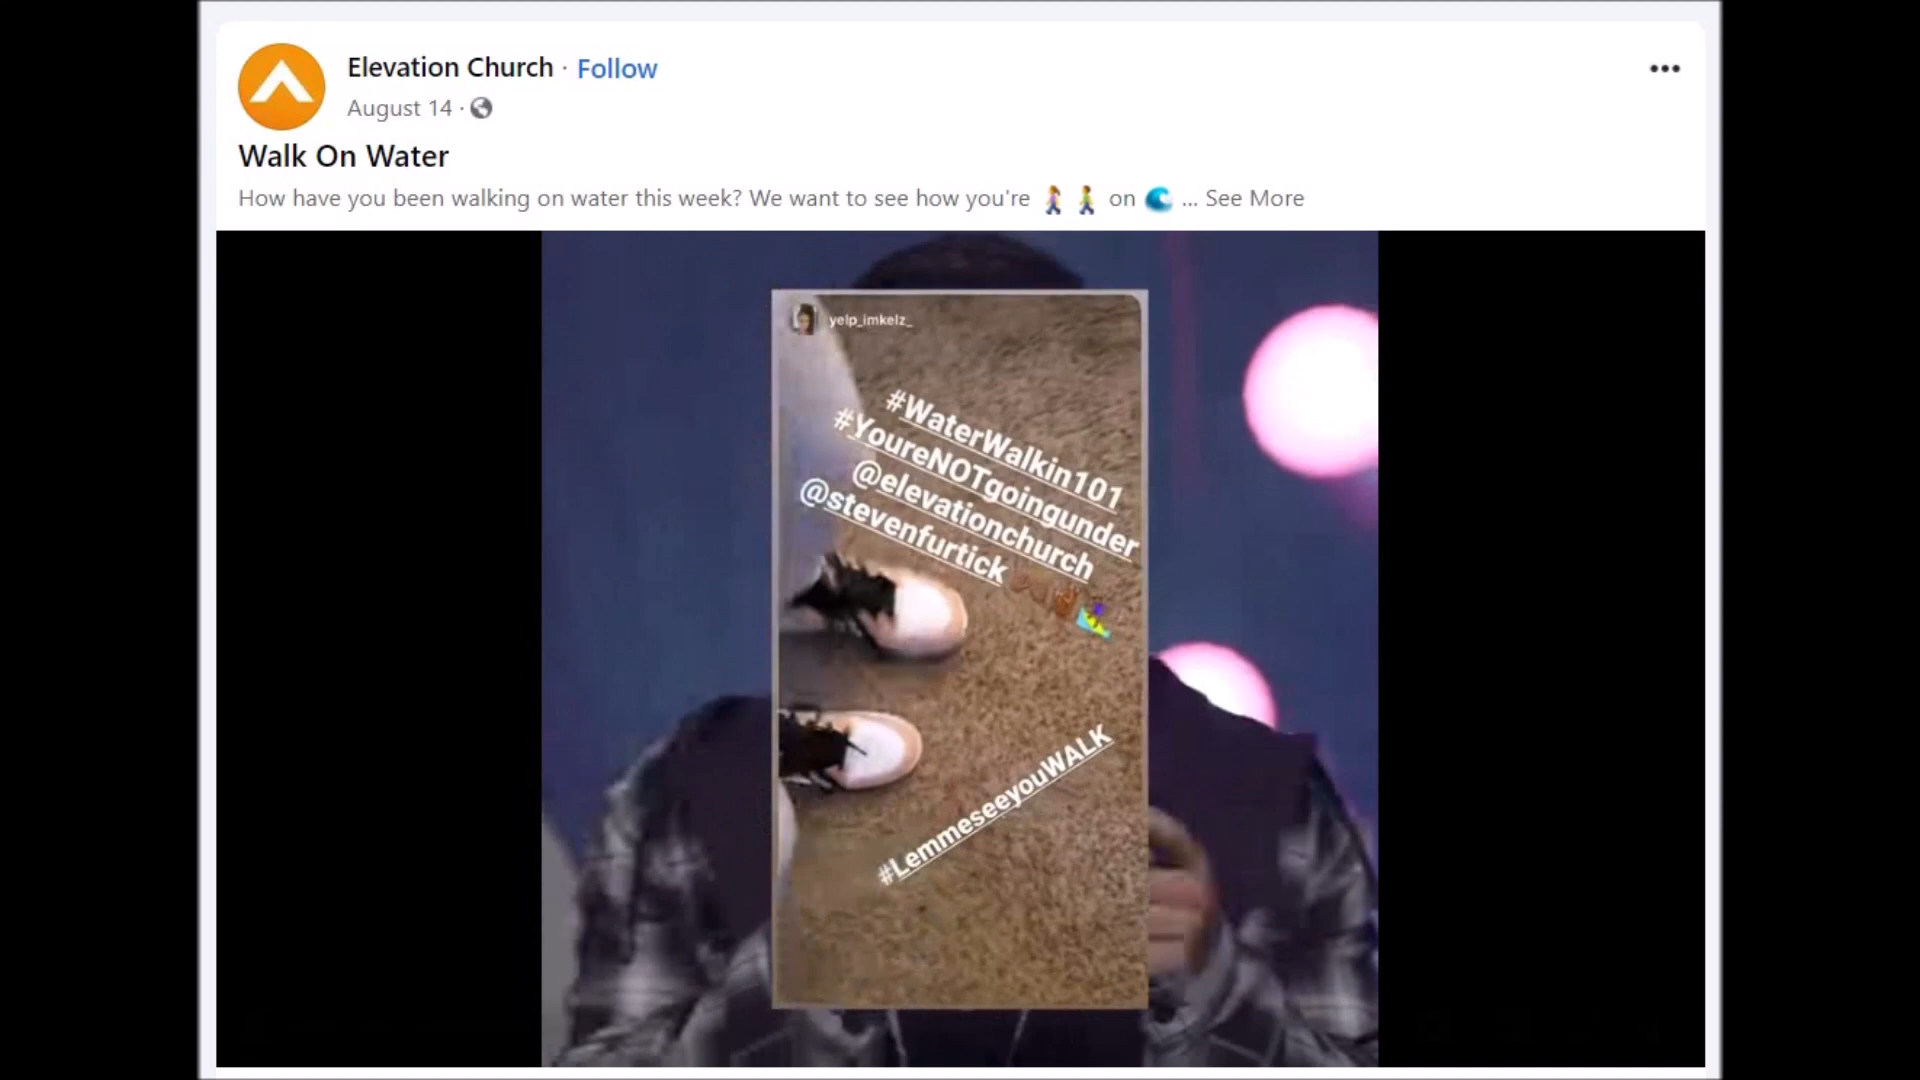 Elevation Church · Follow
August 14 ·
Walk On Water
How have you been walking on water this week? We want to see how you're 🚶‍♀️ 🚶‍♂️ on 🌊 ... See More
yelp_imkelz_
#WaterWalkin101
#YoureNOTgoingunder
@elevationchurch
@stevenfurtick
#LemmeseeyouWALK